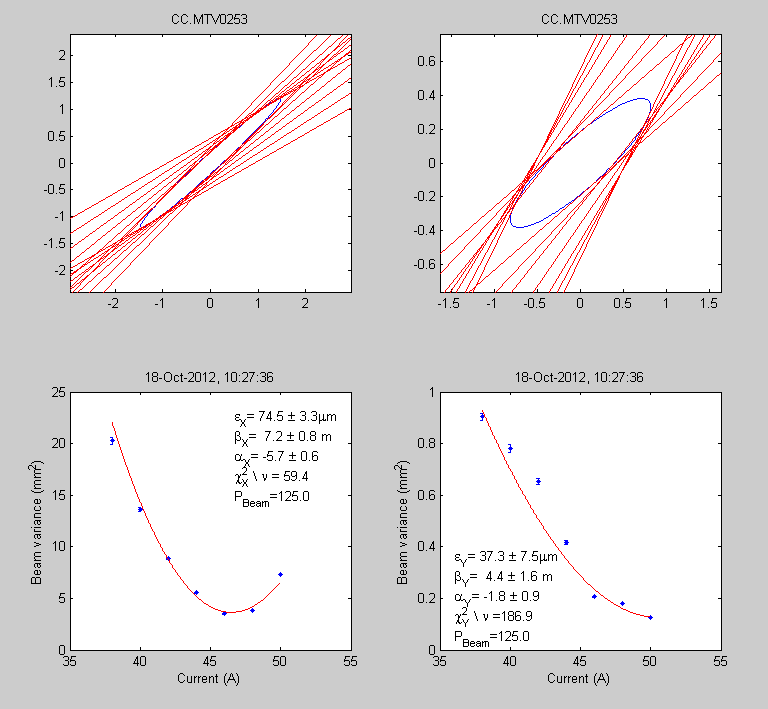 CC.MTV0253
2
1.5
1
0.5
0
-0.5
-1
-1.5
-2
-2 -1 0 1 2
CC.MTV0253
0.6
0.4
0.2
0
-0.2
-0.4
-0.6
-1.5 -1 -0.5 0 0.5 1 1.5
18-Oct-2012, 10:27:36
25
20
15
10
5
0
Beam variance (mm²)
εX= 74.5 ± 3.3μm
βX= 7.2 ± 0.8 m
αX= -5.7 ± 0.6
χ²X \ ν = 59.4
PBeam=125.0
35 40 45 50 55
Current (A)
18-Oct-2012, 10:27:36
1
0.8
0.6
0.4
0.2
0
Beam variance (mm²)
εY= 37.3 ± 7.5μm
βY= 4.4 ± 1.6 m
αY= -1.8 ± 0.9
χ²Y \ ν =186.9
PBeam=125.0
35 40 45 50 55
Current (A)